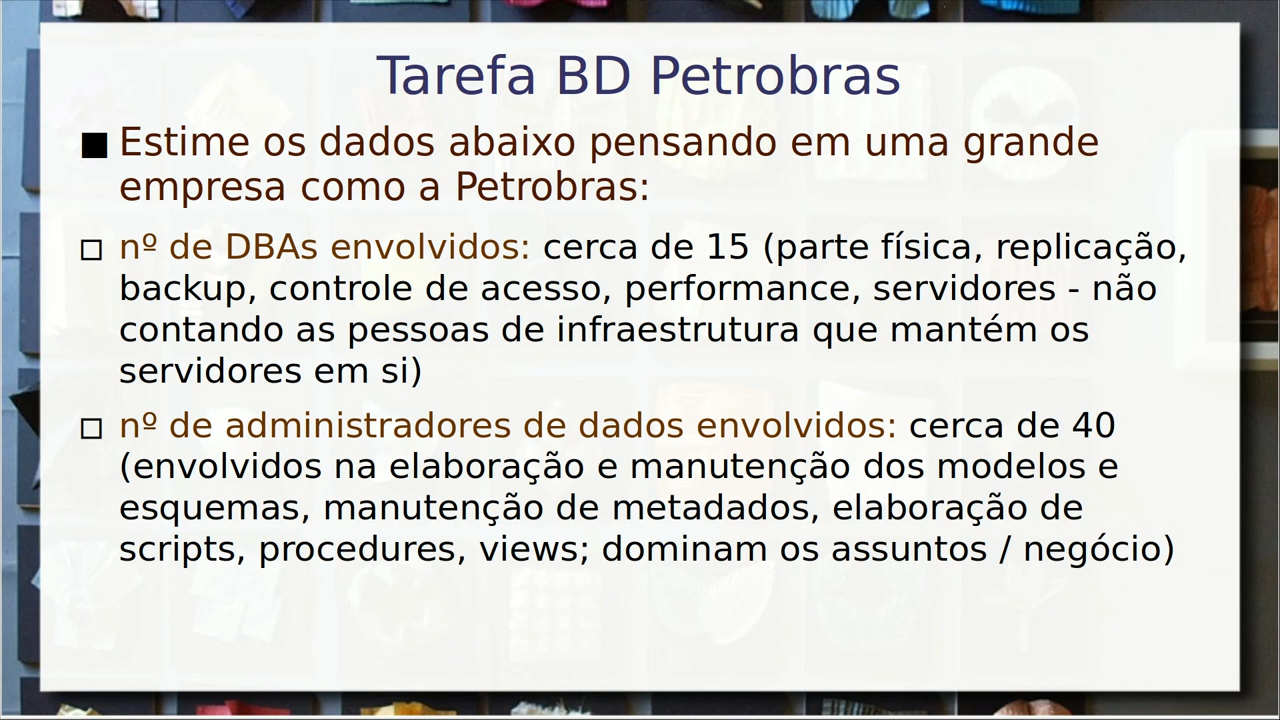 Tarefa BD Petrobras
Estime os dados abaixo pensando em uma grande
empresa como a Petrobras:
nº de DBAs envolvidos: cerca de 15 (parte física, replicação,
backup, controle de acesso, performance, servidores - não
contando as pessoas de infraestrutura que mantém os
servidores em si)
nº de administradores de dados envolvidos: cerca de 40
(envolvidos na elaboração e manutenção dos modelos e
esquemas, manutenção de metadados, elaboração de
scripts, procedures, views; dominam os assuntos / negócio)